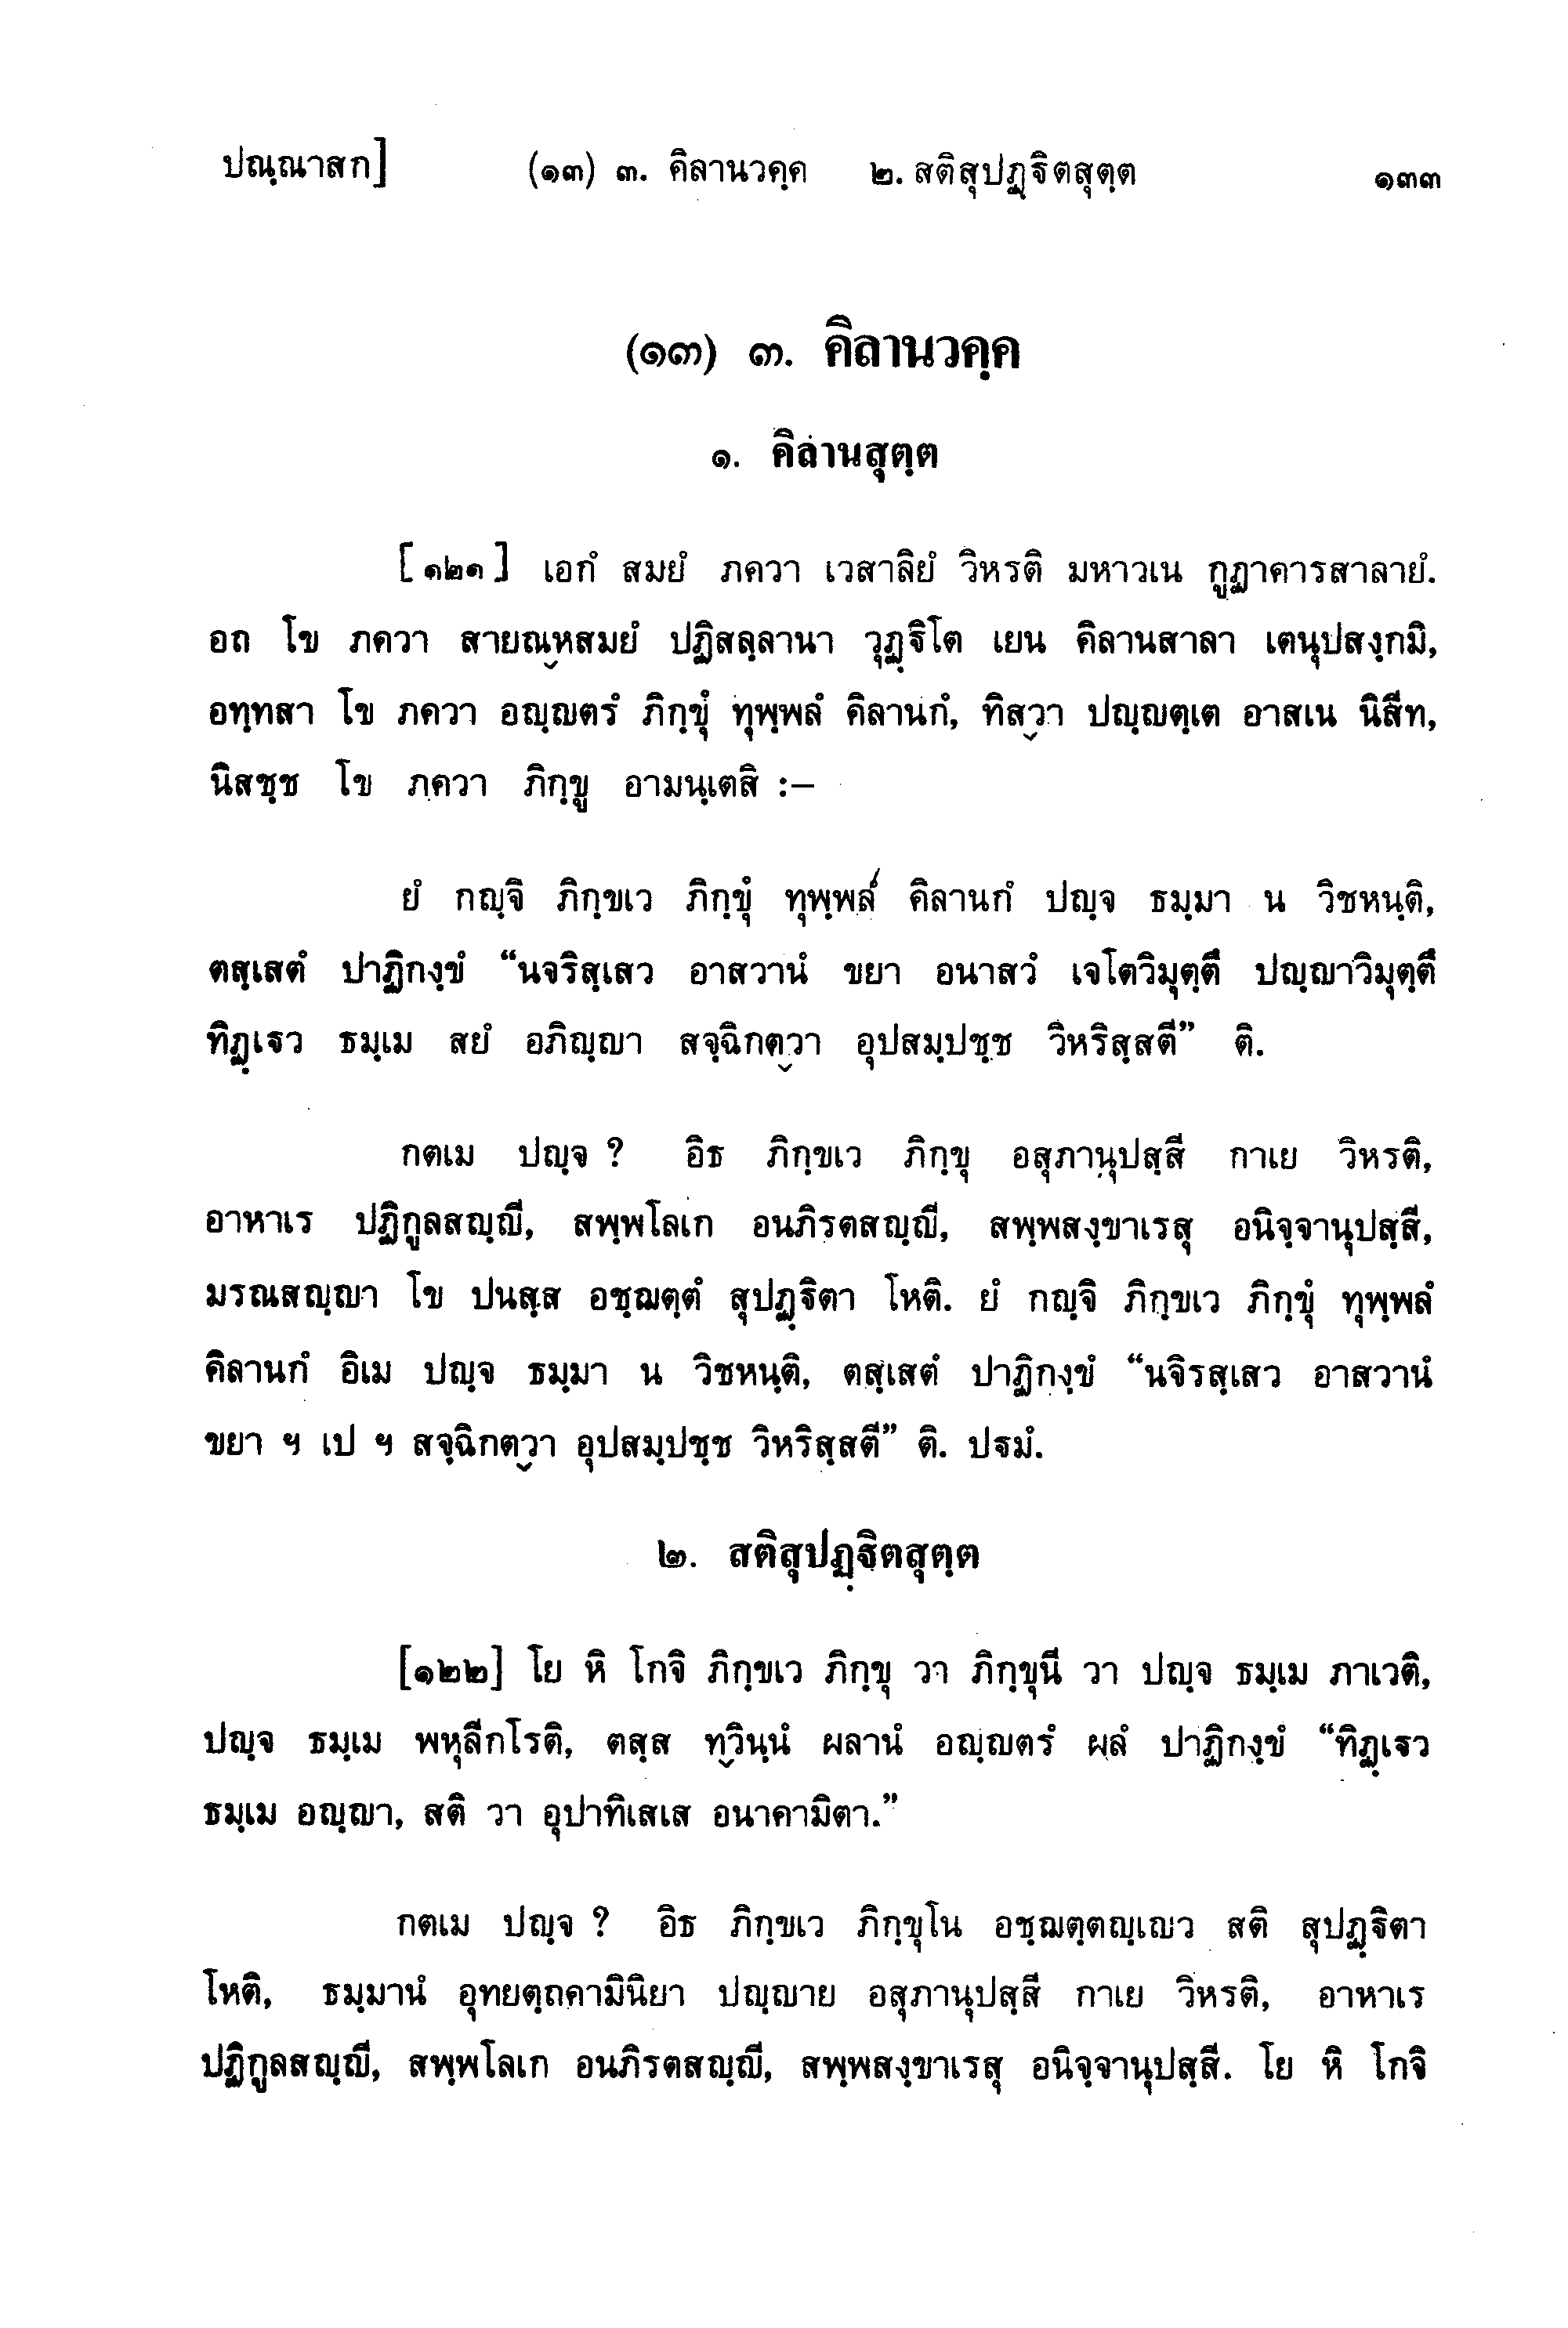 ปณฺณาสก]	(๑๓) ๓. คิลานวคฺค	๒. สติสุปฏฺฐิตสุตฺต	๑๓๓
(๑๓) ๓. คิลานวคฺค
๑. คิลานสุตฺต
[๑๒๑] เอกํ สมยํ ภควา เวสาลิยํ วิหรติ มหาวเน กูฏาคารสาลายํ.
อถ โข ภควา สายณฺหสมยํ ปฏิสลฺลานา วุฏฺฐิโต เยน คิลานสาลา เตนุปสงฺกมิ,
อทฺทสา โข ภควา อญฺญตรํ ภิกฺขุํ ทุพฺพลํ คิลานกํ, ทิสฺวา ปญฺญตฺเต อาสเน นิสีท,
นิสชฺช โข ภควา ภิกฺขู อามนฺเตสิ :–
ยํ กญฺจิ ภิกฺขเว ภิกฺขุํ ทุพฺพลํ คิลานกํ ปญฺจ ธมฺมา น วิชหนฺติ,
ตสฺเสตํ ปาฏิกงฺขํ “นจริสฺเสว อาสวานํ ขยา อนาสวํ เจโตวิมุตฺตึ ปญฺญาวิมุตฺตึ
ทิฏฺเฐว ธมฺเม สยํ อภิญฺญา สจฺฉิกตฺวา อุปสมฺปชฺช วิหริสฺสตี” ติ.
กตเม ปญฺจ ? อิธ ภิกฺขเว ภิกฺขุ อสุภานุปสฺสี กาเย วิหรติ,
อาหาเร ปฏิกูลสญฺญี, สพฺพโลเก อนภิรตสญฺญี, สพฺพสงฺขาเรสุ อนิจฺจานุปสฺสี,
มรณสญฺญา โข ปนสฺส อชฺฌตฺตํ สุปฏฺฐิตา โหติ. ยํ กญฺจิ ภิกฺขเว ภิกฺขุํ ทุพฺพลํ
คิลานกํ อิเม ปญฺจ ธมฺมา น วิชหนฺติ, ตสฺเสตํ ปาฏิกงฺขํ “นจิรสฺเสว อาสวานํ
ขยา ฯ เป ฯ สจฺฉิกตฺวา อุปสมฺปชฺช วิหริสฺสตี” ติ. ปฐมํ.
๒. สติสุปฏฺฐิตสุตฺต
[๑๒๒] โย หิ โกจิ ภิกฺขเว ภิกฺขุ วา ภิกฺขุนี วา ปญฺจ ธมฺเม ภาเวติ,
ปญฺจ ธมฺเม พหุลีกโรติ, ตสฺส ทฺวินฺนํ ผลานํ อญฺญตรํ ผลํ ปาฏิกงฺขํ “ทิฏฺเฐว
ธมฺเม อญฺญา, สติ วา อุปาทิเสเส อนาคามิตา.”
กตเม ปญฺจ ? อิธ ภิกฺขเว ภิกฺขุโน อชฺฌตฺตญฺเญว สติ สุปฏฺฐิตา
โหติ, ธมฺมานํ อุทยตฺถคามินิยา ปญฺญาย อสุภานุปสฺสี กาเย วิหรติ, อาหาเร
ปฏิกูลสญฺญี, สพฺพโลเก อนภิรตสญฺญี, สพฺพสงฺขาเรสุ อนิจฺจานุปสฺสี. โย หิ โกจิ